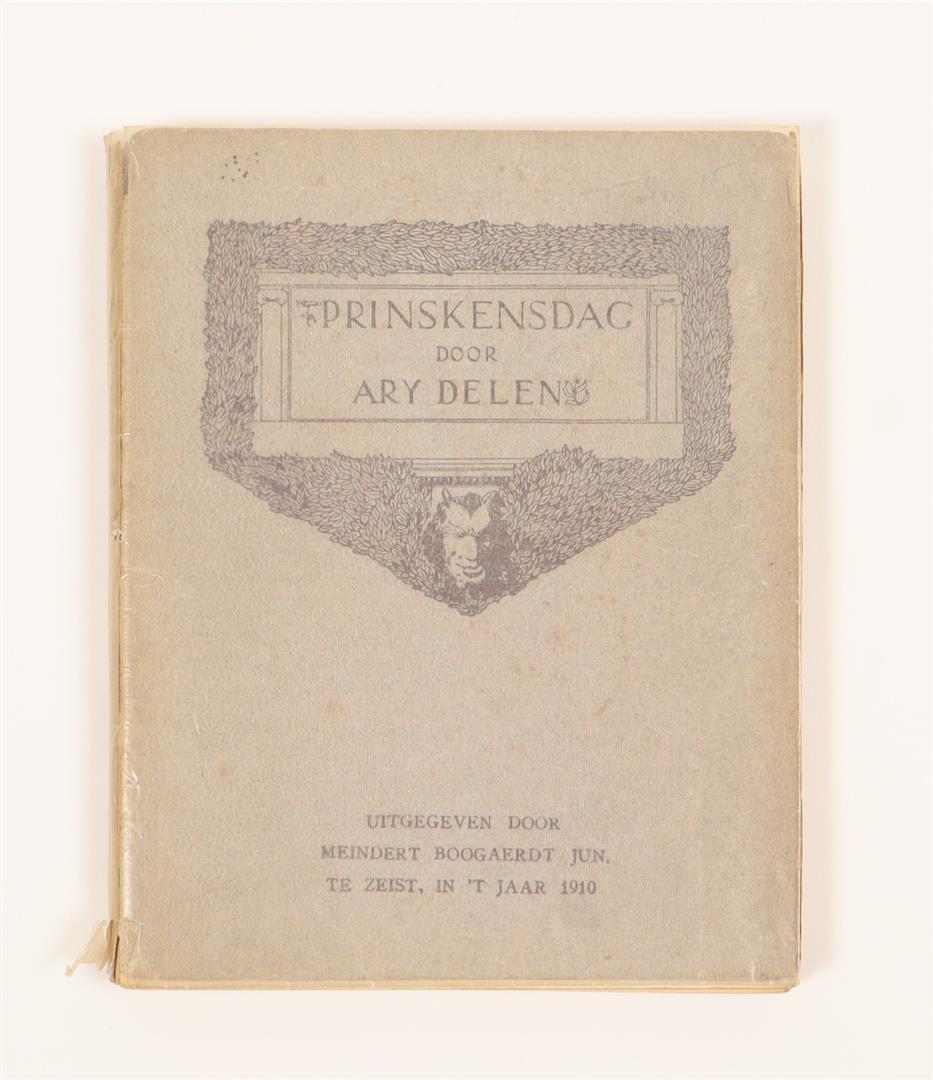 PRINSKENSDAG
DOOR
ARY DELEN
UITGEGEVEN DOOR
MEINDERT BOOGAERDT JUN.
TE ZEIST, IN 'T JAAR 1910